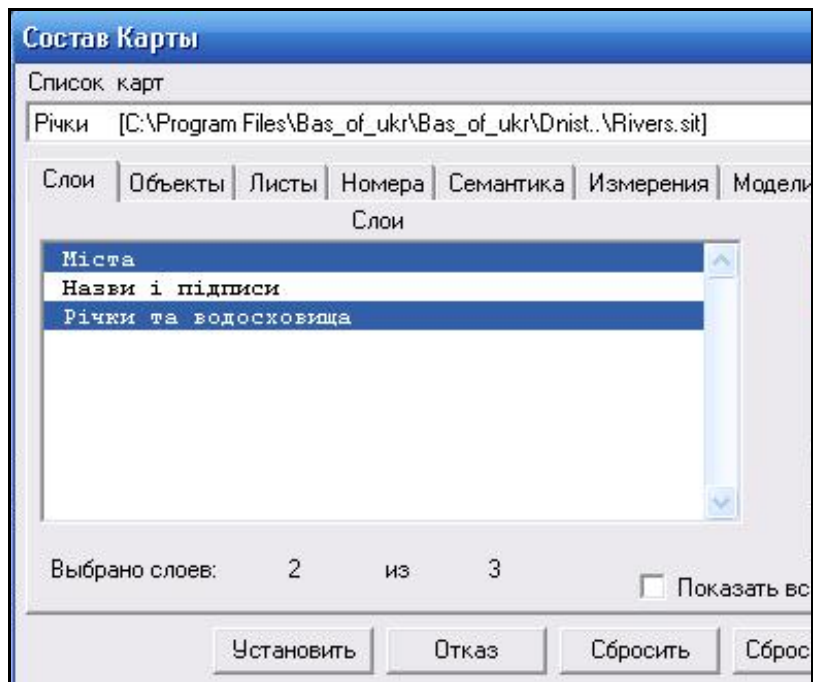 Состав Карты
Список карт
Річки [C:\Program Files\Bas_of_ukr\Bas_of_ukr\Dnist..\Rivers.sit]
Слои Объекты Листы Номера Семантика Измерения Модели
Слои
Міста
Назви і підписи
Річки та водосховища
Выбрано слоев: 2 из 3
Показать вс
Установить Отказ Сбросить Сброс